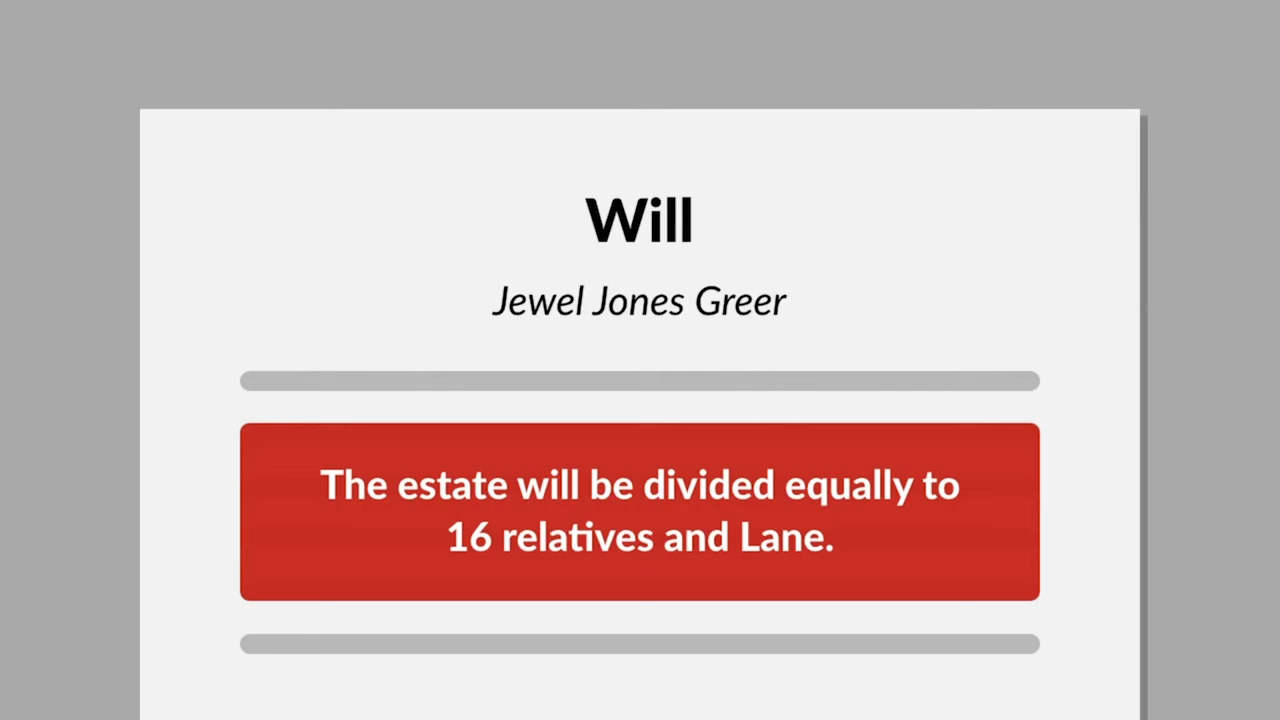 Will
Jewel Jones Greer
The estate will be divided equally to
16 relatives and Lane.